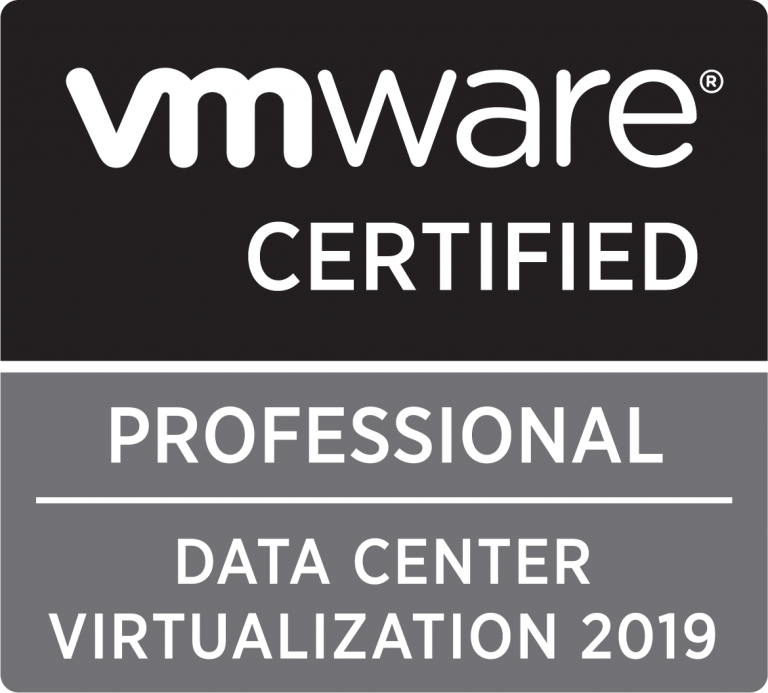 vmware®
CERTIFIED
PROFESSIONAL
DATA CENTER
VIRTUALIZATION 2019